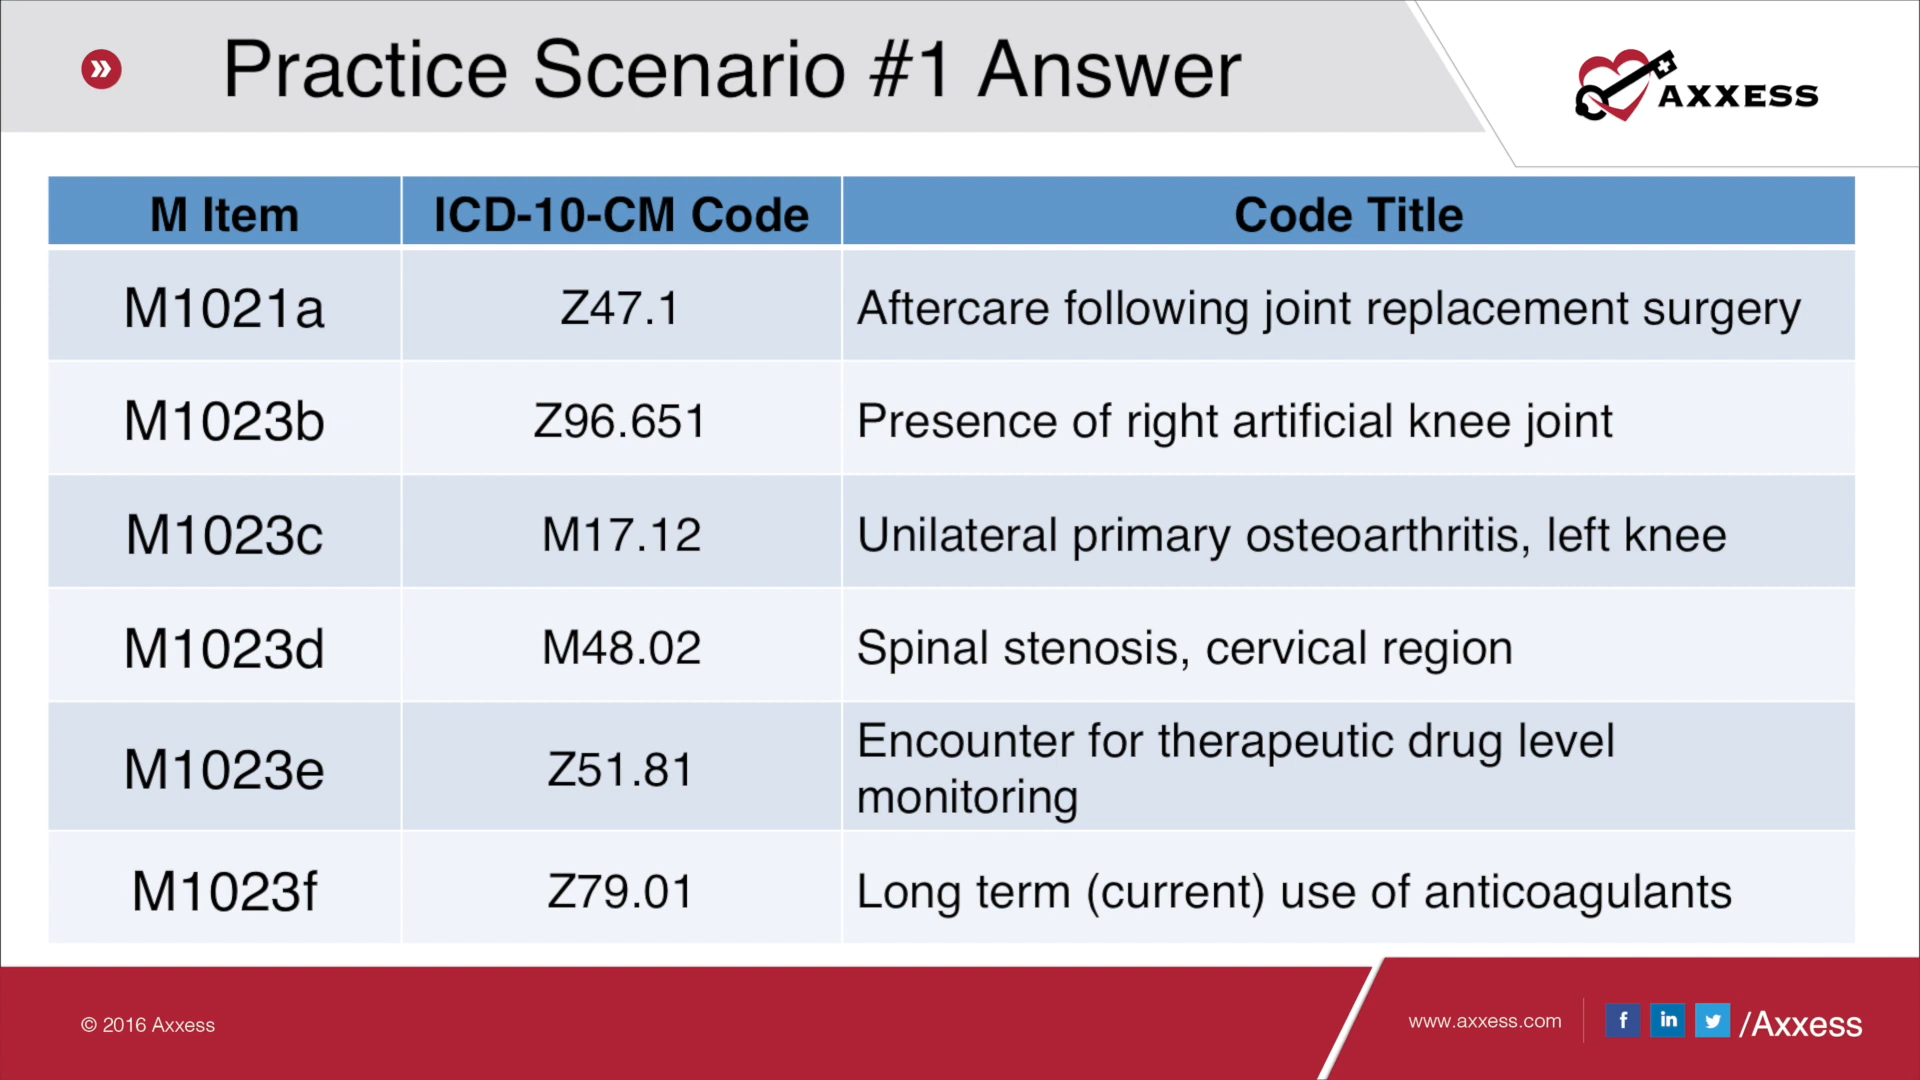 Practice Scenario #1 Answer
AXXESS
M Item ICD-10-CM Code Code Title
M1021a Z47.1 Aftercare following joint replacement surgery
M1023b Z96.651 Presence of right artificial knee joint
M1023c M17.12 Unilateral primary osteoarthritis, left knee
M1023d M48.02 Spinal stenosis, cervical region
M1023e Z51.81 Encounter for therapeutic drug level
monitoring
M1023f Z79.01 Long term (current) use of anticoagulants
© 2016 Axxess
www.axxess.com f in /Axxess